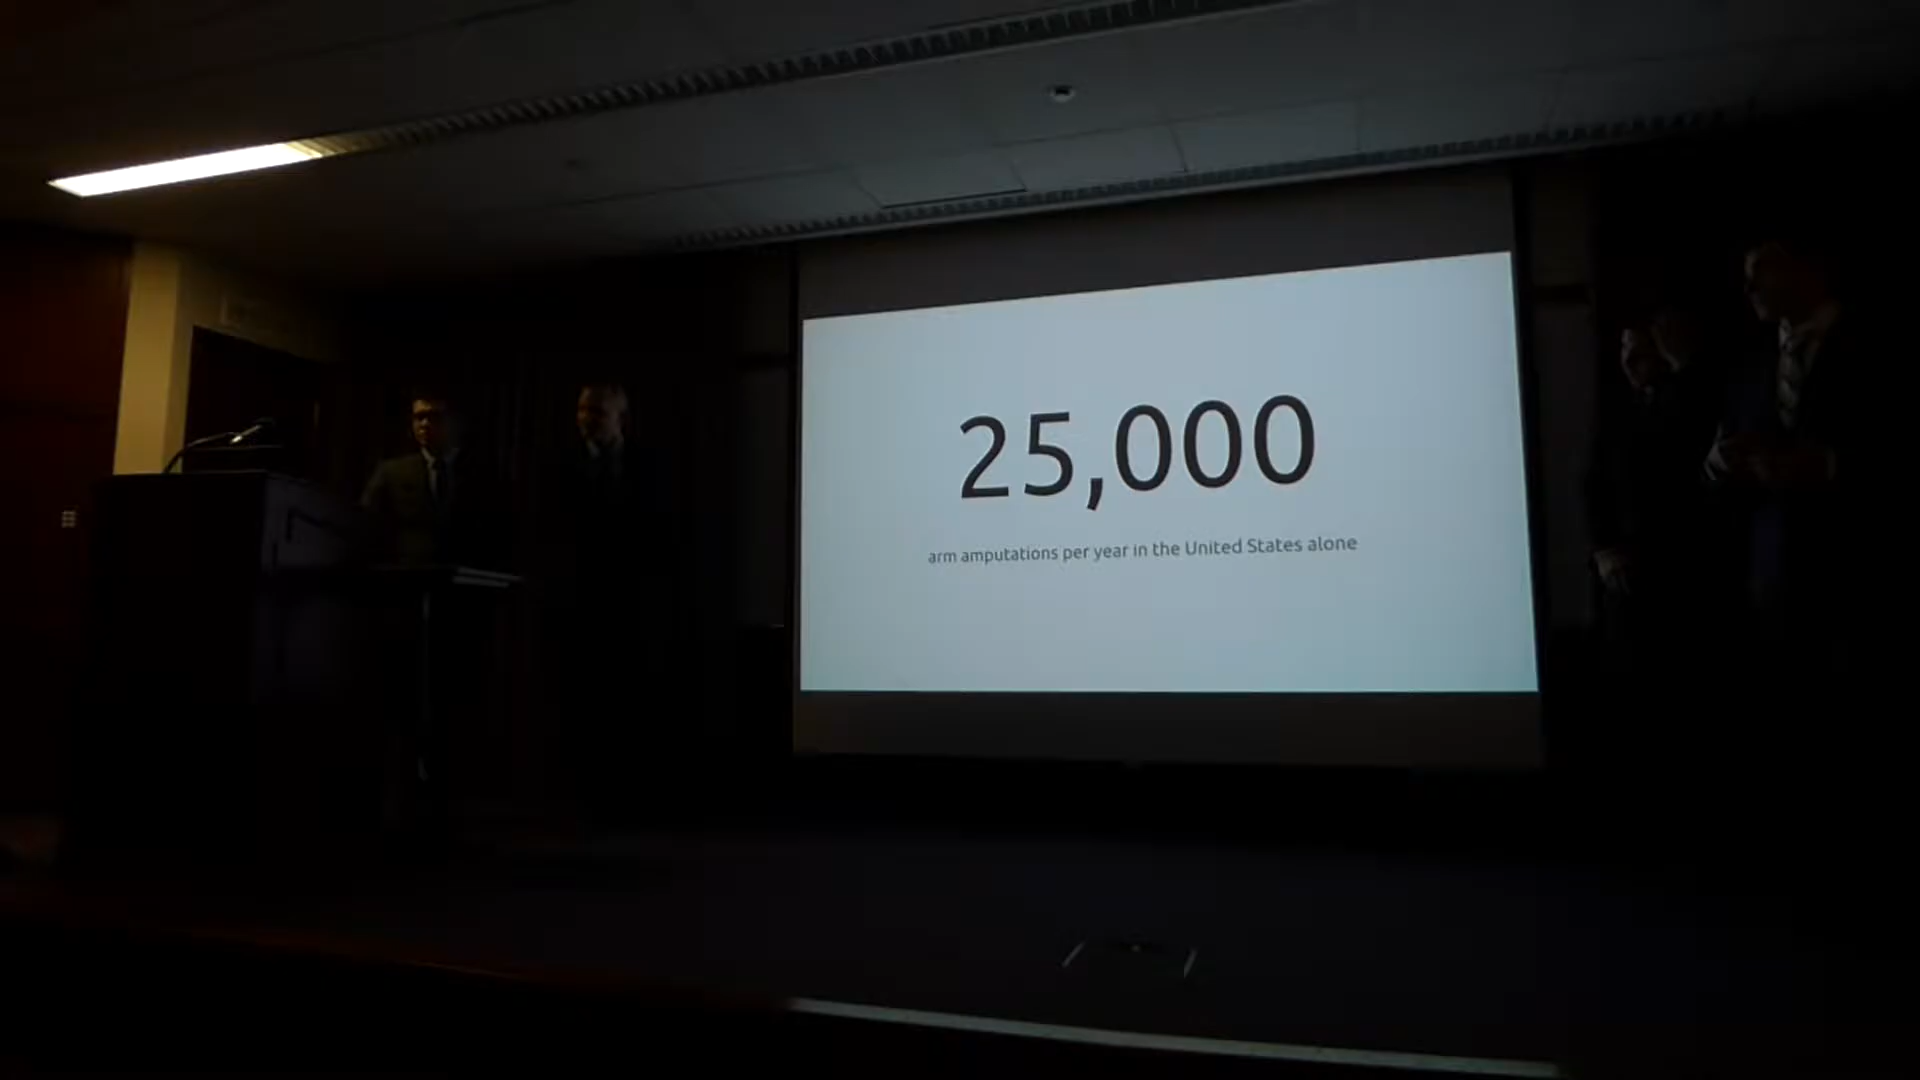 25,000
arm amputations per year in the United States alone